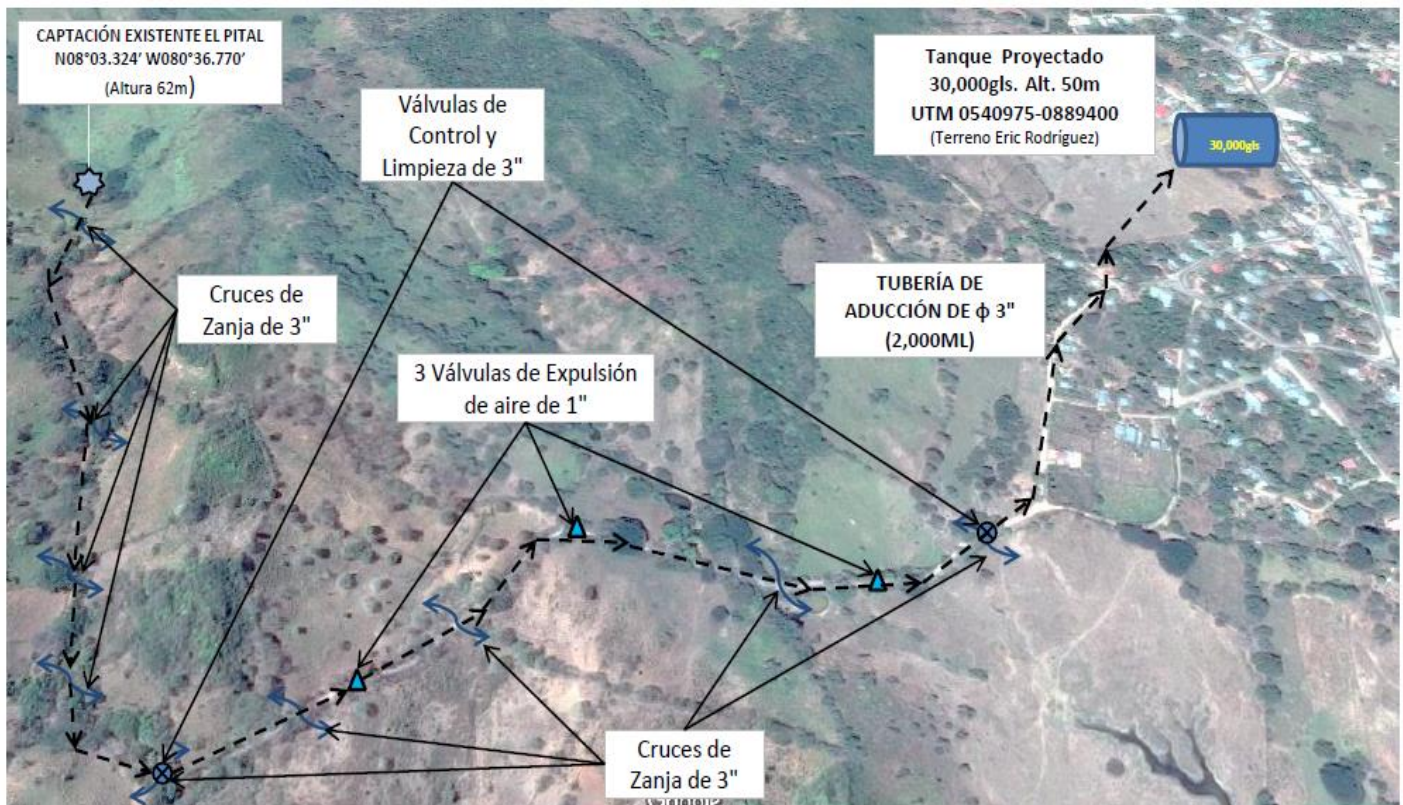 CAPTACIÓN EXISTENTE EL PITAL
N08°03.324’ W080°36.770’
(Altura 62m)
Válvulas de
Control y
Limpieza de 3"
Tanque Proyectado
30,000gls. Alt. 50m
UTM 0540975-0889400
(Terreno Eric Rodríguez)
30,000gls
Cruces de
Zanja de 3"
TUBERÍA DE
ADUCCIÓN DE ф 3"
(2,000ML)
3 Válvulas de Expulsión
de aire de 1"
Cruces de
Zanja de 3"